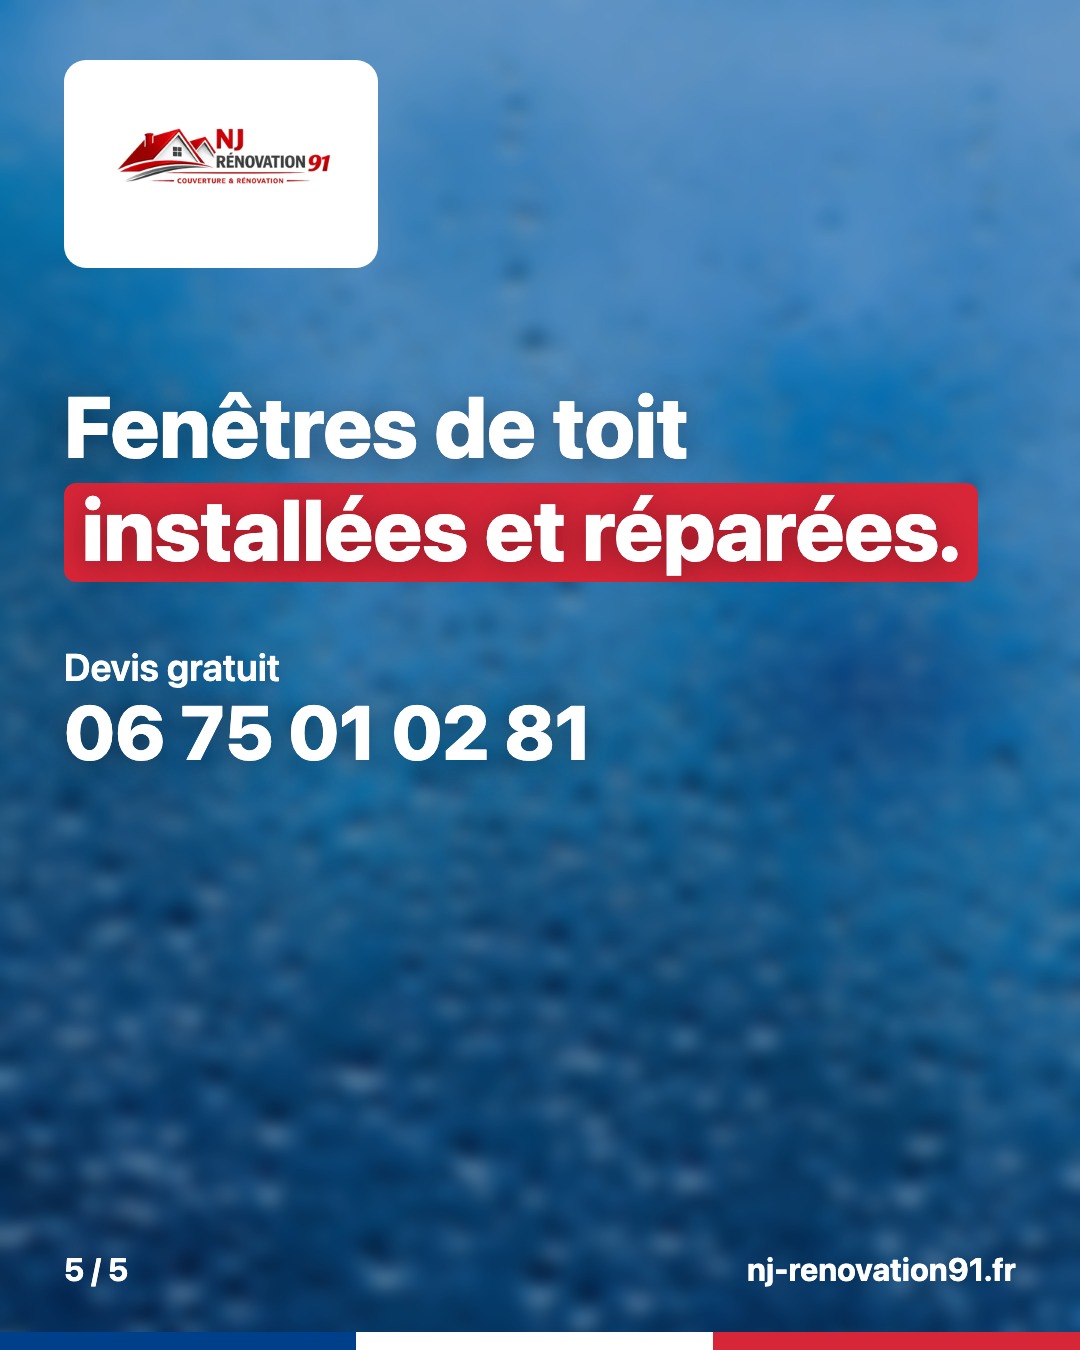 NJ
RÉNOVATION 91
COUVERTURE & RÉNOVATION
Fenêtres de toit
installées et réparées.
Devis gratuit
06 75 01 02 81
5 / 5
nj-renovation91.fr